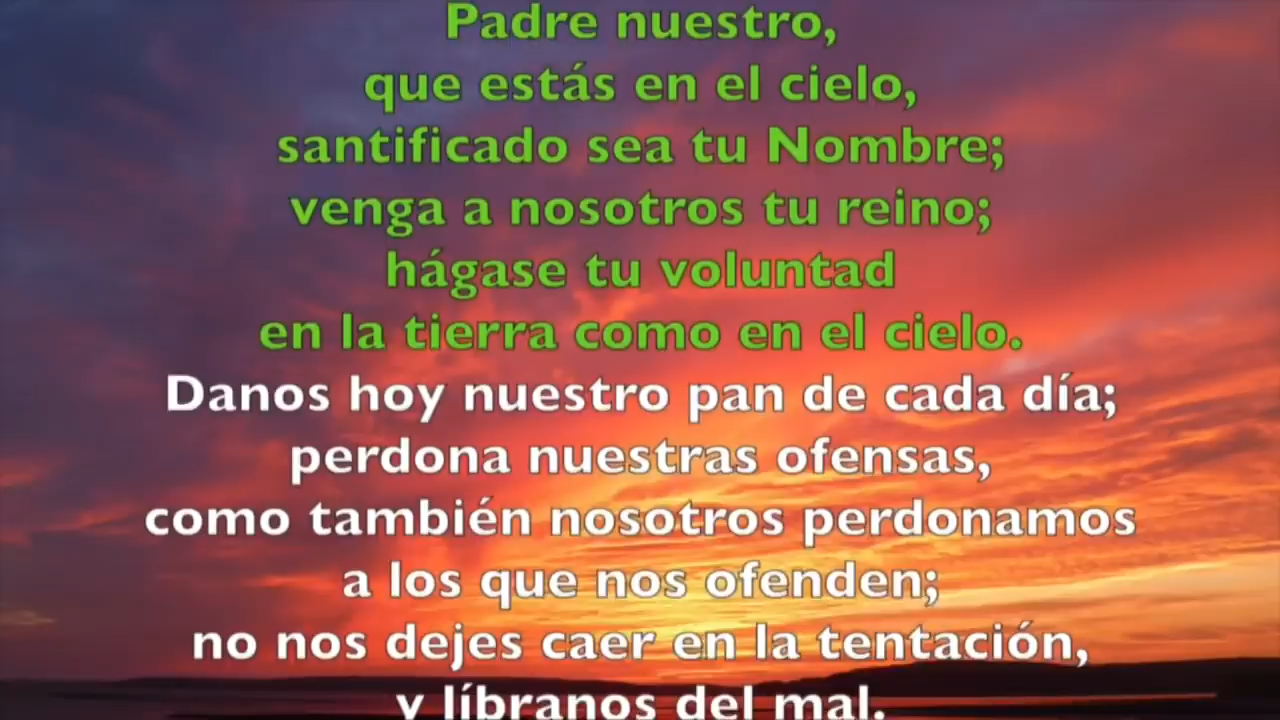 Padre nuestro,
que estás en el cielo,
santificado sea tu Nombre;
venga a nosotros tu reino;
hágase tu voluntad
en la tierra como en el cielo.
Danos hoy nuestro pan de cada día;
perdona nuestras ofensas,
como también nosotros perdonamos
a los que nos ofenden;
no nos dejes caer en la tentación,
y líbranos del mal.